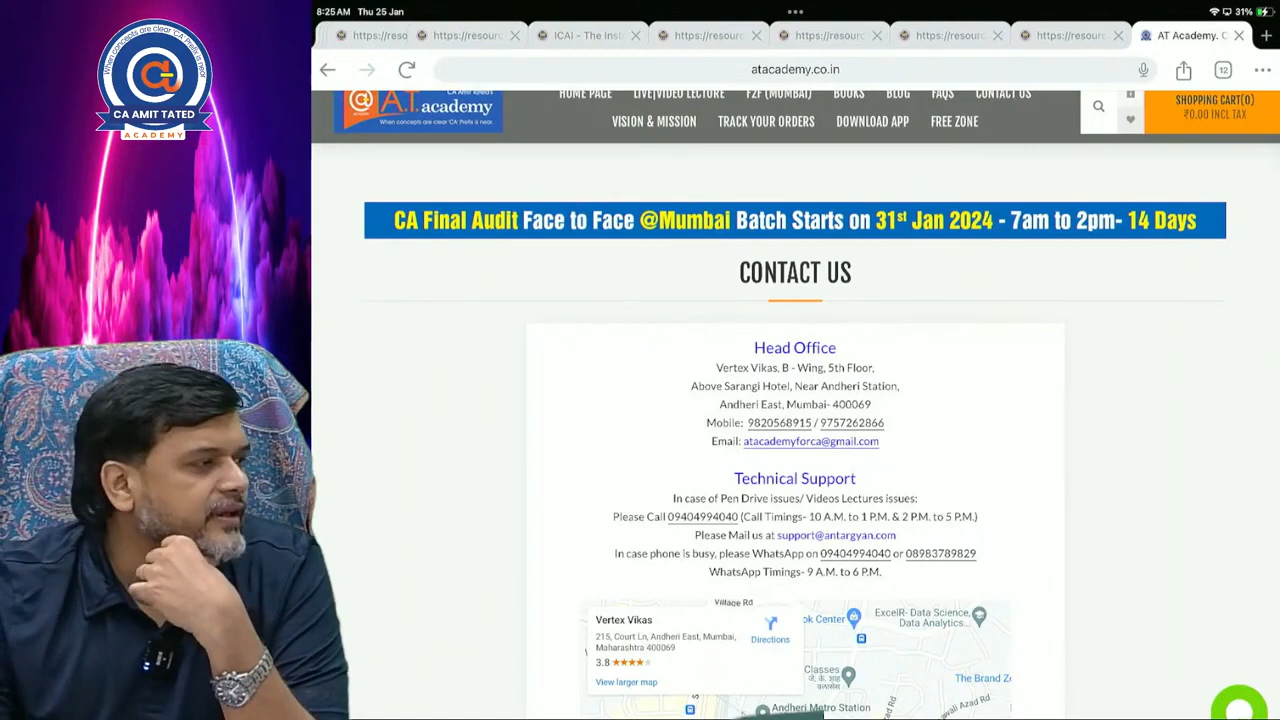 8:25 AM Thu 25 Jan
31%
When concepts are clear 'CA' Prefix is near
CA AMIT TATED
ACADEMY
https://reso
https://resourc
ICAI - The Ins
https://resourc
https://resourc
https://resourc
https://resourc
AT Academy. C
atacademy.co.in
12
A.T. academy
When concepts are clear 'CA' Prefix is near.
HOME PAGE LIVE|VIDEO LECTURE F2F (MUMBAI) BOOKS BLOG FAQS CONTACT US
VISION & MISSION TRACK YOUR ORDERS DOWNLOAD APP FREE ZONE
SHOPPING CART(0)
₹0.00 INCL TAX
CA Final Audit Face to Face @Mumbai Batch Starts on 31st Jan 2024 - 7am to 2pm- 14 Days
CONTACT US
Head Office
Vertex Vikas, B - Wing, 5th Floor,
Above Sarangi Hotel, Near Andheri Station,
Andheri East, Mumbai- 400069
Mobile: 9820568915 / 9757262866
Email: atacademyforca@gmail.com
Technical Support
In case of Pen Drive issues/ Videos Lectures issues:
Please Call 09404994040 (Call Timings- 10 A.M. to 1 P.M. & 2 P.M. to 5 P.M.)
Please Mail us at support@antargyan.com
In case phone is busy, please WhatsApp on 09404994040 or 08983789829
WhatsApp Timings- 9 A.M. to 6 P.M.
Village Rd
Vertex Vikas
215, Court Ln, Andheri East, Mumbai,
Maharashtra 400069
3.8
View larger map
Directions
ok Center
ExcelR- Data Science,
Data Analytics...
Classes
The Brand Z
Andheri Metro Station
Azad Rd